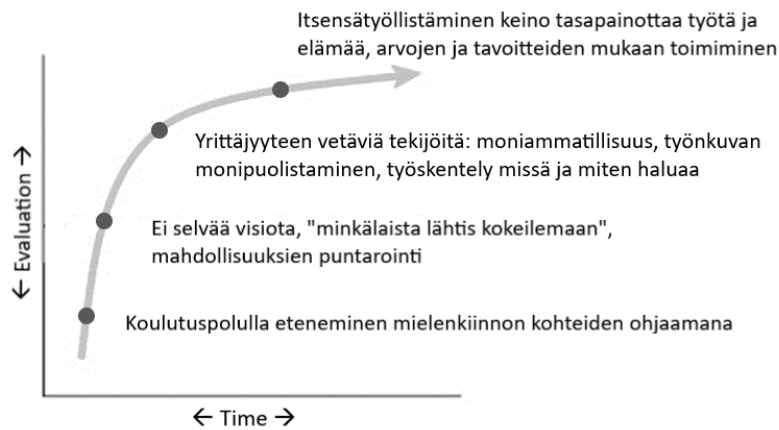 Itsensätyöllistäminen keino tasapainottaa työtä ja
elämää, arvojen ja tavoitteiden mukaan toimiminen
Yrittäjyyteen vetäviä tekijöitä: moniammatillisuus, työnkuvan
monipuolistaminen, työskentely missä ja miten haluaa
Ei selvää visiota, "minkälaista lähtis kokeilemaan",
mahdollisuuksien puntarointi
Koulutuspolulla eteneminen mielenkiinnon kohteiden ohjaamana
← Evaluation →
← Time →